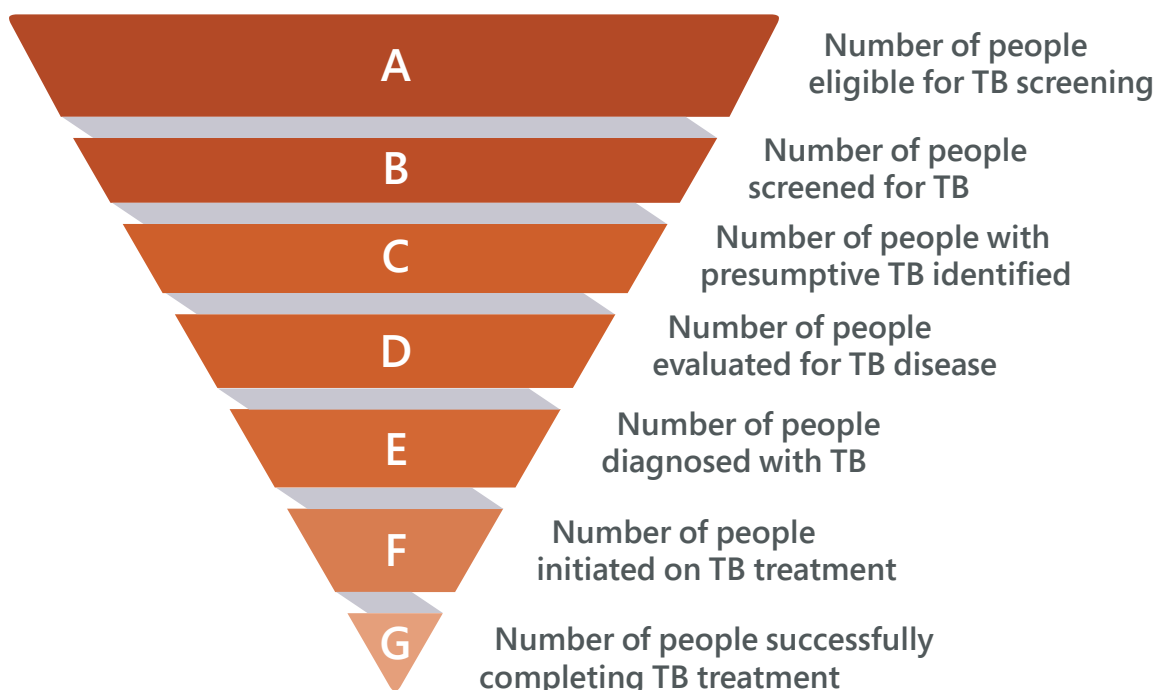 A
Number of people
eligible for TB screening
B
Number of people
screened for TB
C
Number of people with
presumptive TB identified
D
Number of people
evaluated for TB disease
E
Number of people
diagnosed with TB
F
Number of people
initiated on TB treatment
G
Number of people successfully
completing TB treatment